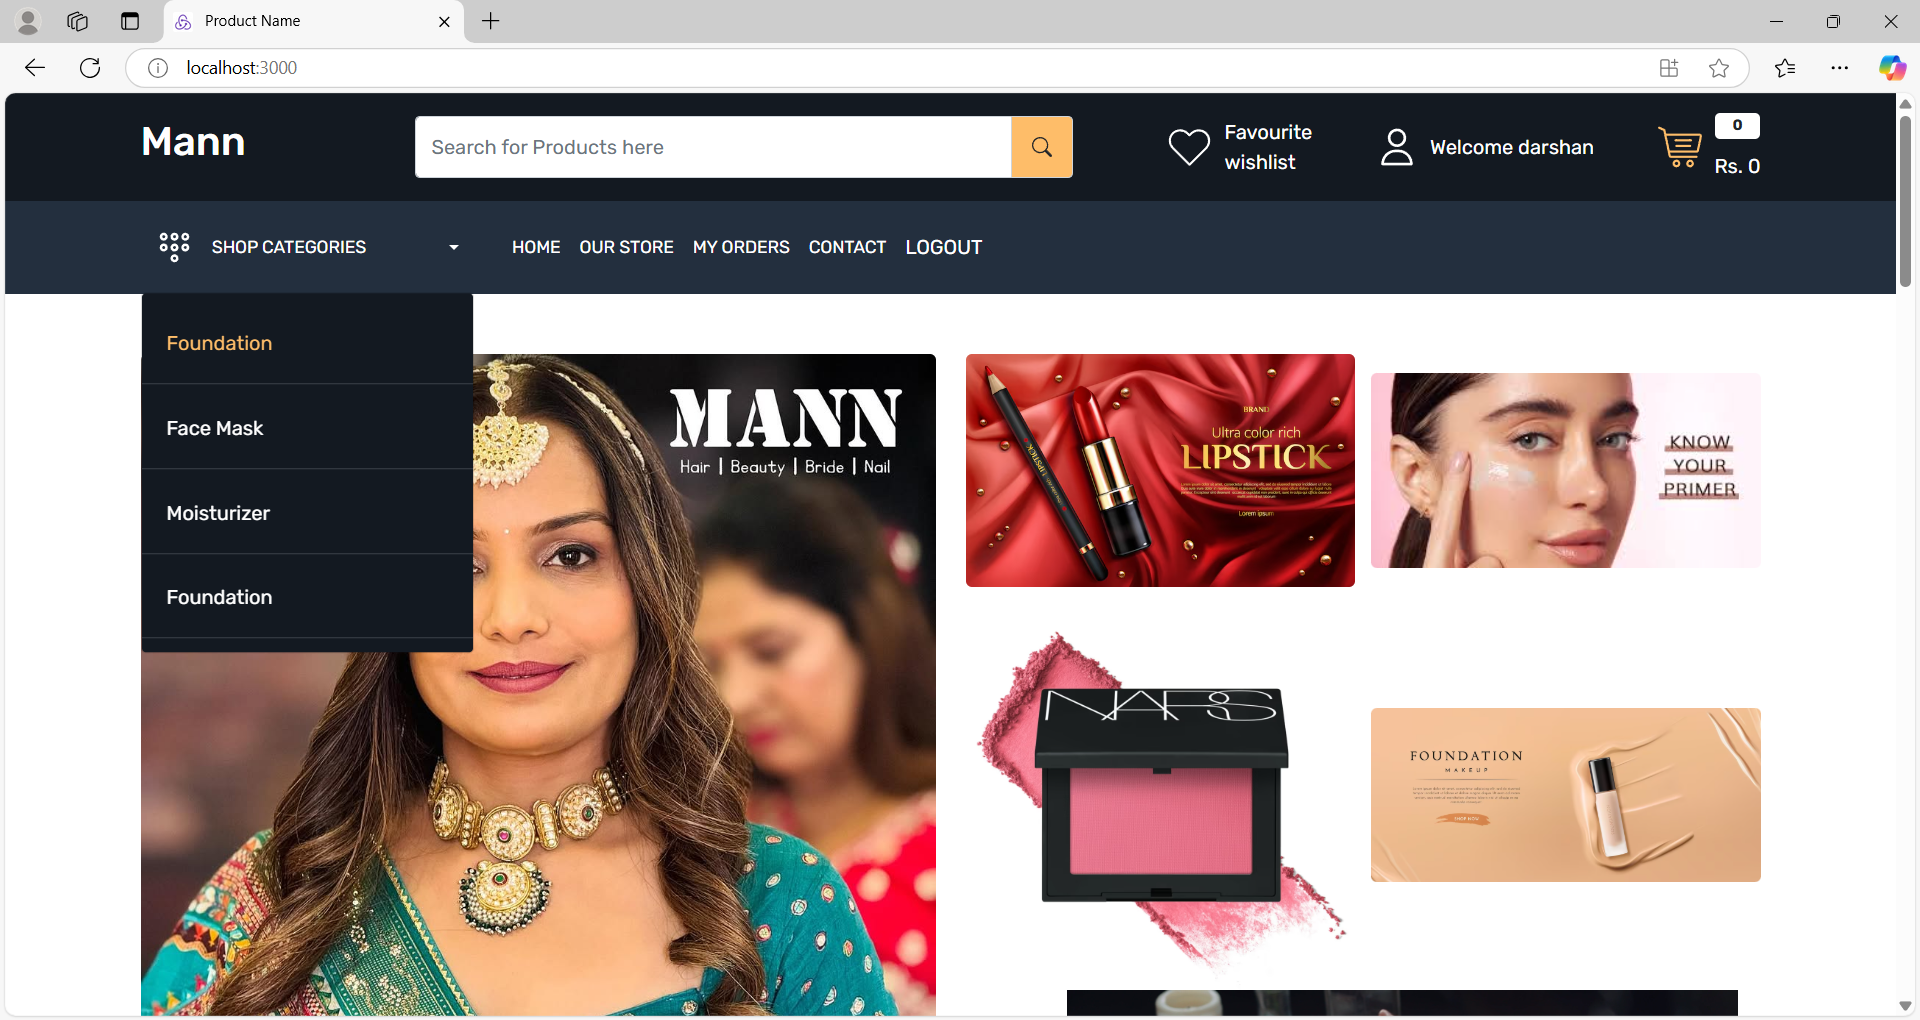 Product Name
localhost:3000
Mann
Search for Products here
Favourite
wishlist
Welcome darshan
0
Rs. 0
SHOP CATEGORIES
HOME
OUR STORE
MY ORDERS
CONTACT
LOGOUT
Foundation
Face Mask
Moisturizer
Foundation
MANN
Hair | Beauty | Bride | Nail
BRAND
Ultra color rich
LIPSTICK
Lorem ipsum
LIPSTICK
KNOW
YOUR
PRIMER
NARS
FOUNDATION
MAKEUP
SHOP NOW